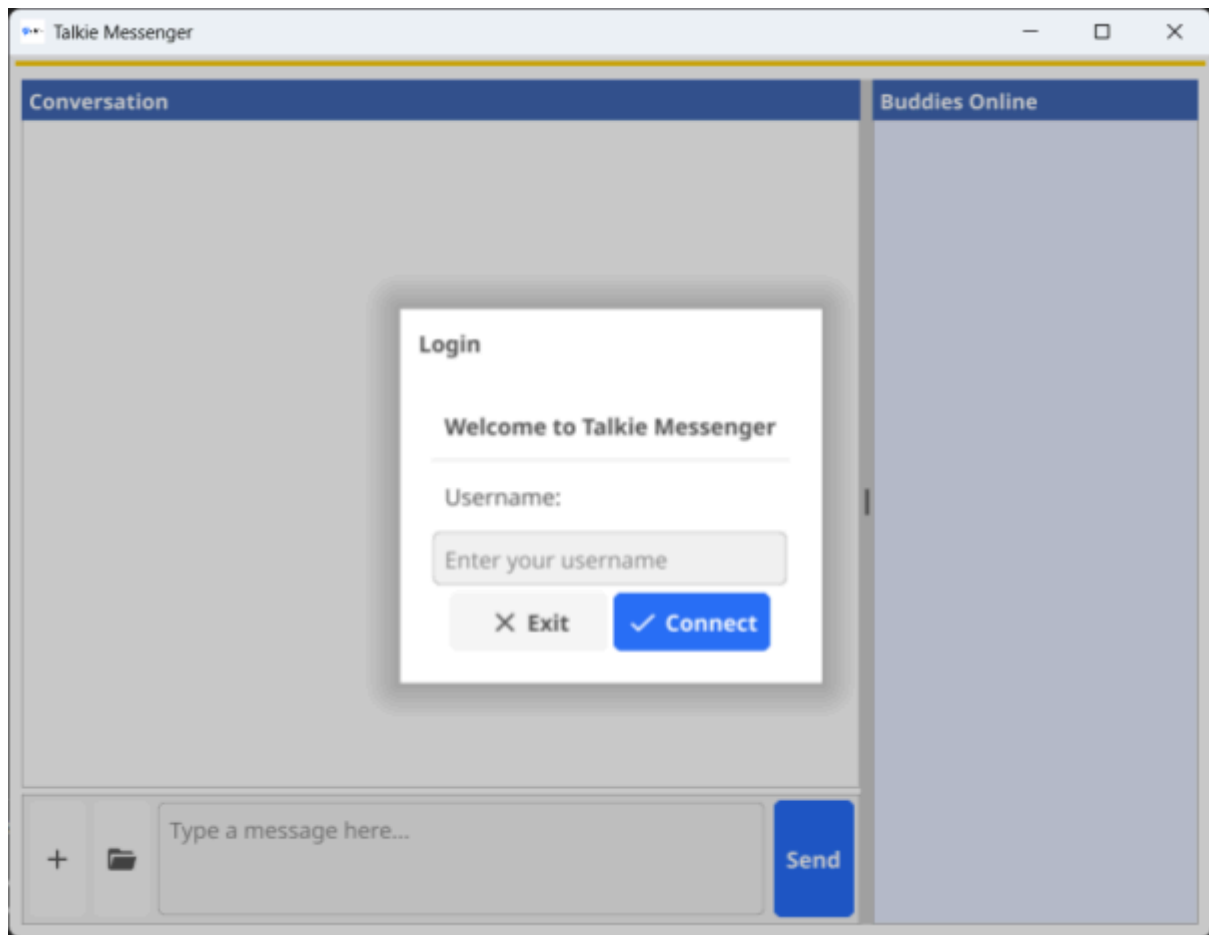 Talkie Messenger
Conversation
Buddies Online
Login
Welcome to Talkie Messenger
Username:
Enter your username
Exit
Connect
Type a message here...
Send